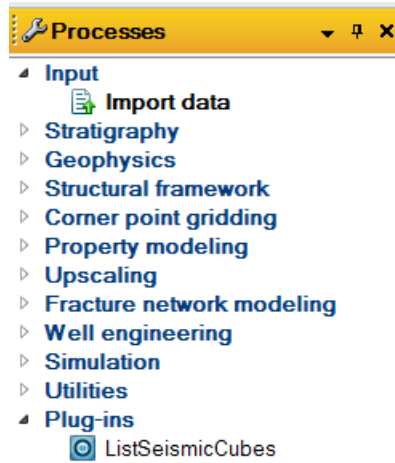 Processes
Input
Import data
Stratigraphy
Geophysics
Structural framework
Corner point gridding
Property modeling
Upscaling
Fracture network modeling
Well engineering
Simulation
Utilities
Plug-ins
ListSeismicCubes